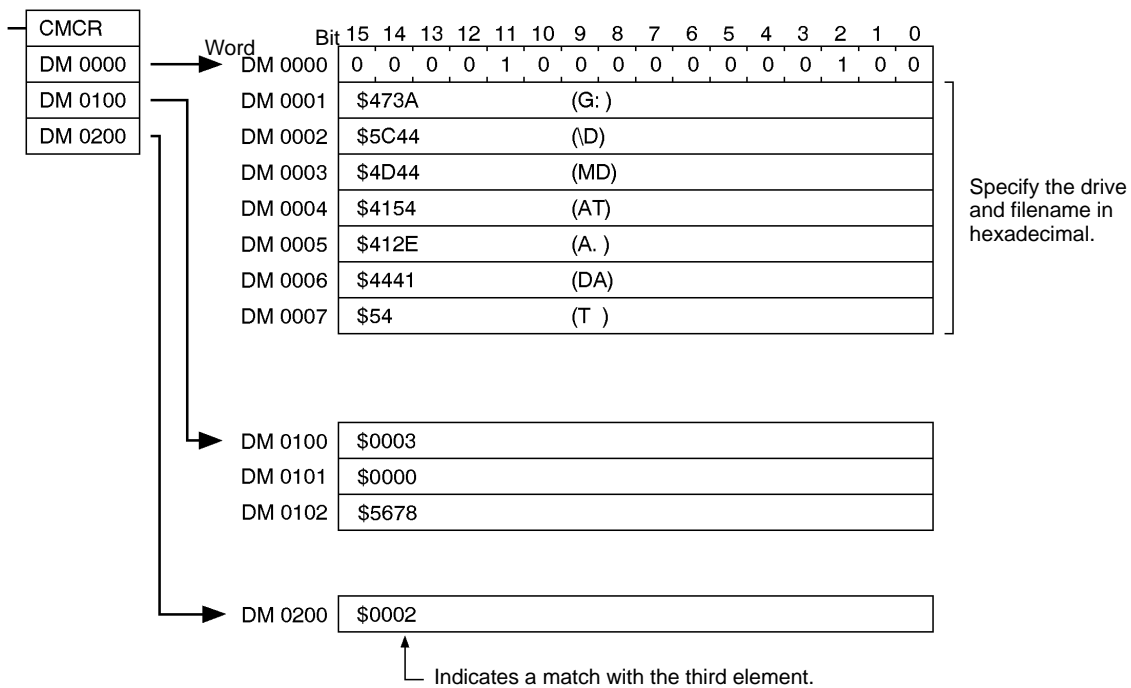 CMCR
DM 0000
DM 0100
DM 0200
Word
Bit 15 14 13 12 11 10 9 8 7 6 5 4 3 2 1 0
DM 0000 0 0 0 0 1 0 0 0 0 0 0 0 0 1 0 0
DM 0001 $473A (G: )
DM 0002 $5C44 (\D)
DM 0003 $4D44 (MD)
DM 0004 $4154 (AT)
DM 0005 $412E (A. )
DM 0006 $4441 (DA)
DM 0007 $54 (T )
Specify the drive
and filename in
hexadecimal.
DM 0100 $0003
DM 0101 $0000
DM 0102 $5678
DM 0200 $0002
Indicates a match with the third element.